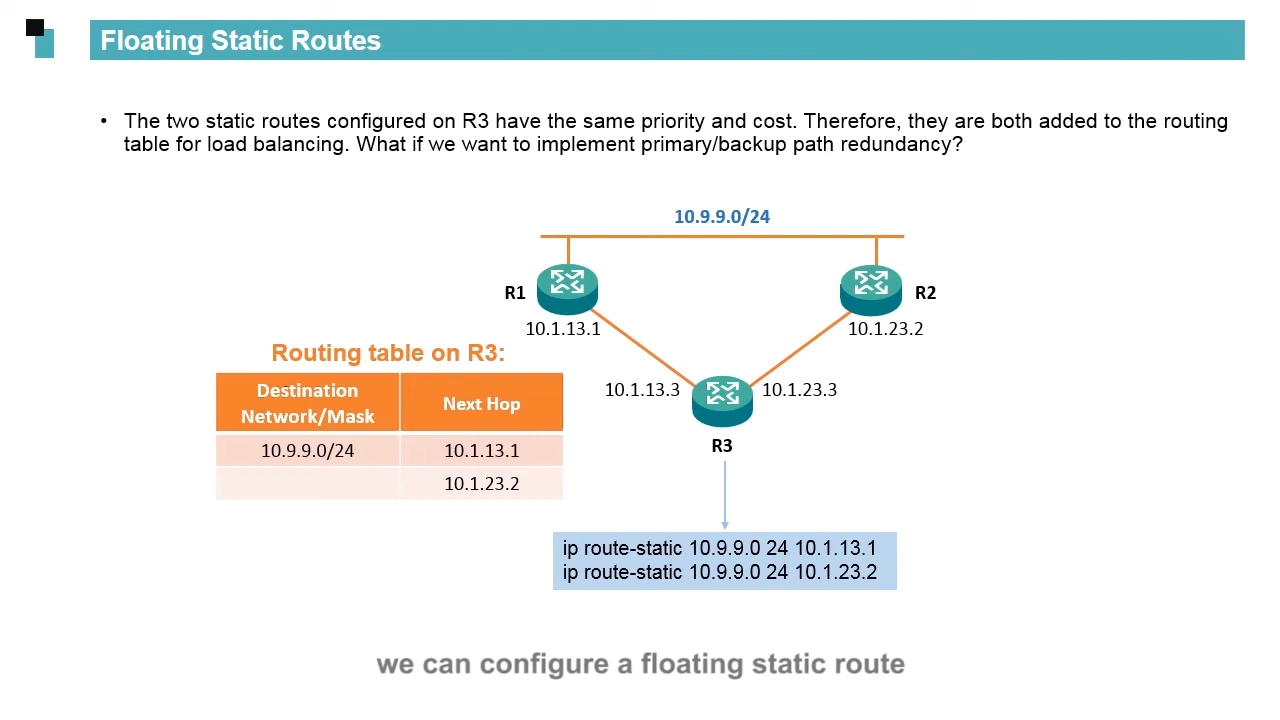 Floating Static Routes
• The two static routes configured on R3 have the same priority and cost. Therefore, they are both added to the routing
table for load balancing. What if we want to implement primary/backup path redundancy?
10.9.9.0/24
R1
R2
10.1.13.1
10.1.23.2
Routing table on R3:
10.1.13.3
10.1.23.3
Destination
Network/Mask
Next Hop
R3
10.9.9.0/24
10.1.13.1
10.1.23.2
ip route-static 10.9.9.0 24 10.1.13.1
ip route-static 10.9.9.0 24 10.1.23.2
we can configure a floating static route